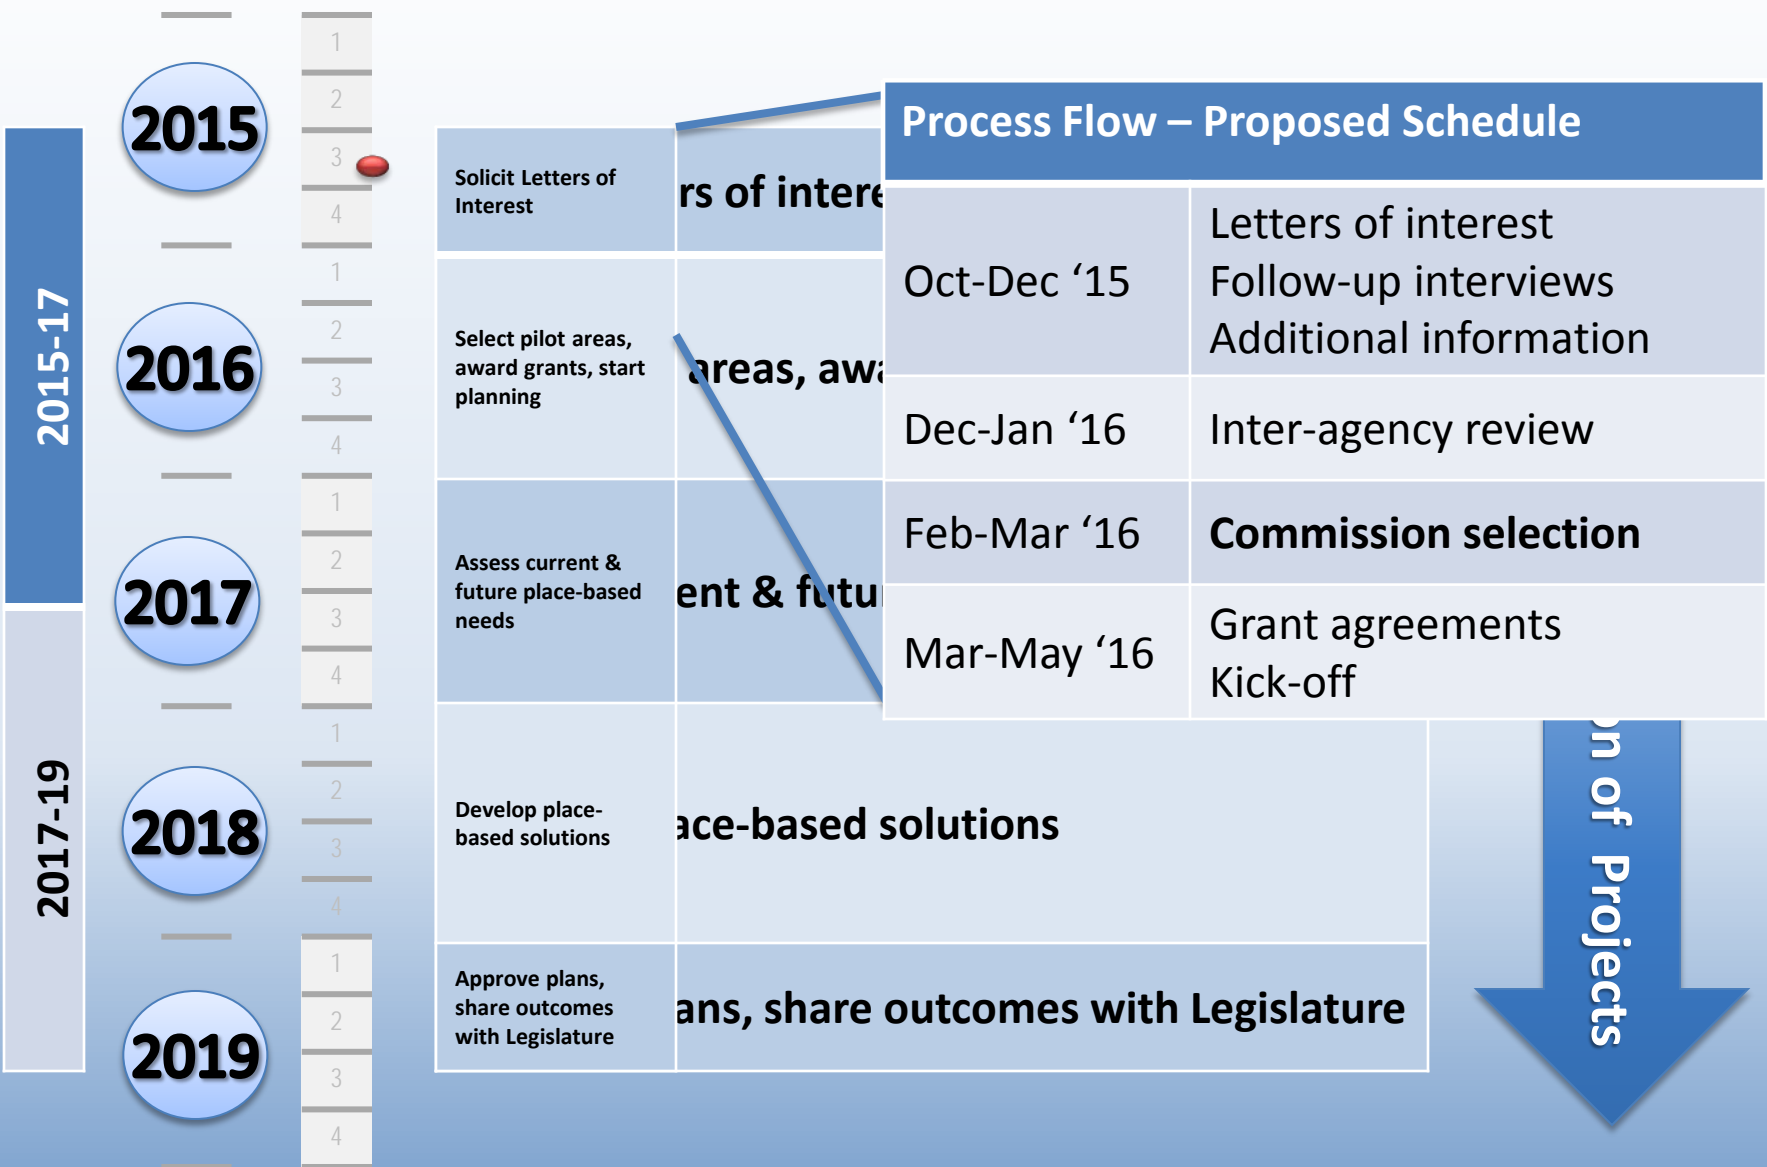 2015-17
2017-19
2015
2016
2017
2018
2019
1
2
3
4
1
2
3
4
1
2
3
4
1
2
3
4
1
2
3
4
Solicit Letters of
Interest
rs of intere
Select pilot areas,
award grants, start
planning
areas, awa
Assess current &
future place-based
needs
ent & futu
Develop place-
based solutions
ace-based solutions
Approve plans,
share outcomes
with Legislature
ans, share outcomes with Legislature
Process Flow – Proposed Schedule
Oct-Dec ‘15
Letters of interest
Follow-up interviews
Additional information
Dec-Jan ‘16
Inter-agency review
Feb-Mar ‘16
Commission selection
Mar-May ‘16
Grant agreements
Kick-off
on of Projects